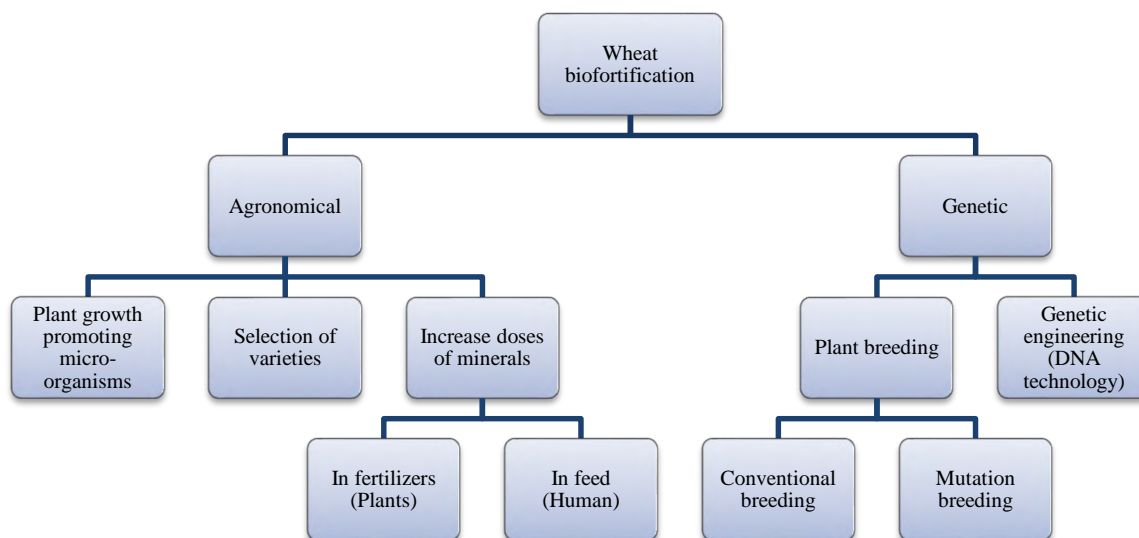 Wheat
biofortification
Agronomical
Genetic
Plant growth
promoting
micro-
organisms
Selection of
varieties
Increase doses
of minerals
Plant breeding
Genetic
engineering
(DNA
technology)
In fertilizers
(Plants)
In feed
(Human)
Conventional
breeding
Mutation
breeding